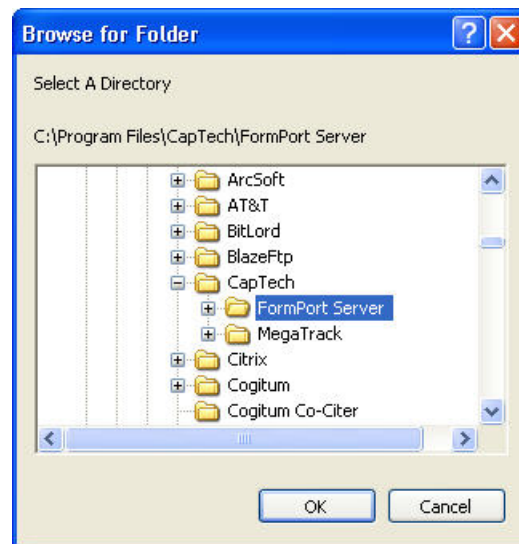 Browse for Folder
Select A Directory
C:\Program Files\CapTech\FormPort Server
ArcSoft
AT&T
BitLord
BlazeFtp
CapTech
FormPort Server
MegaTrack
Citrix
Cogitum
Cogitum Co-Citer
OK
Cancel